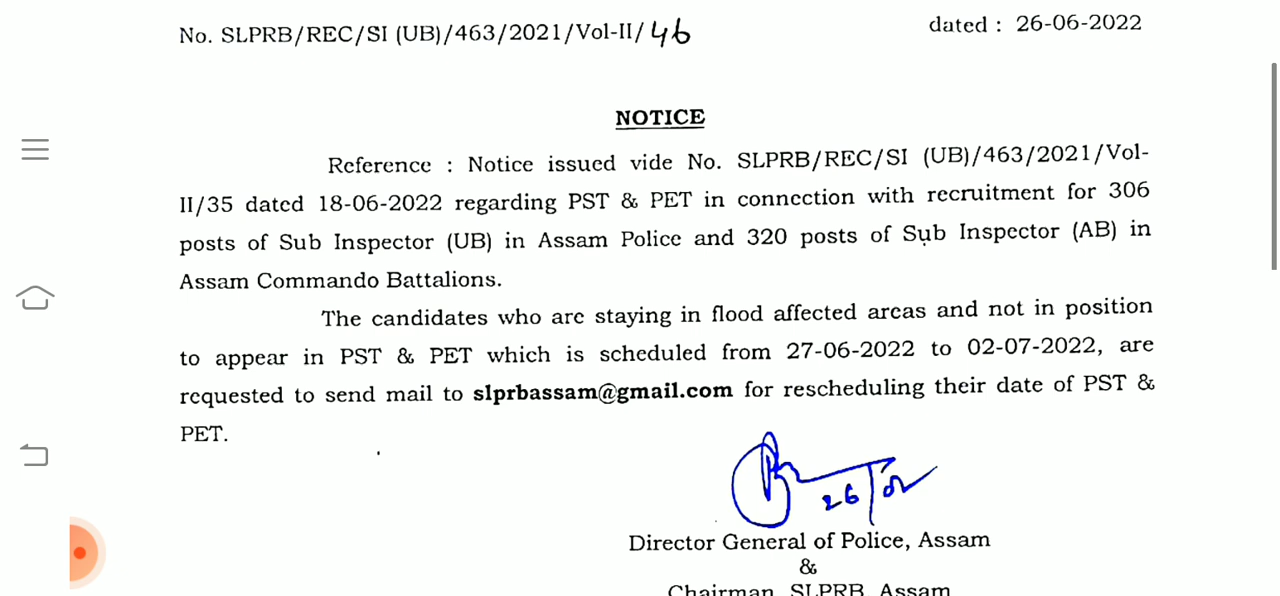 No. SLPRB/REC/SI (UB)/463/2021/Vol-II/46 dated : 26-06-2022
NOTICE
Reference : Notice issued vide No. SLPRB/REC/SI (UB)/463/2021/Vol-
II/35 dated 18-06-2022 regarding PST & PET in connection with recruitment for 306
posts of Sub Inspector (UB) in Assam Police and 320 posts of Sub Inspector (AB) in
Assam Commando Battalions.
The candidates who are staying in flood affected areas and not in position
to appear in PST & PET which is scheduled from 27-06-2022 to 02-07-2022, are
requested to send mail to slprbassam@gmail.com for rescheduling their date of PST &
PET.
26
Director General of Police, Assam
&
Chairman, SLPRB, Assam